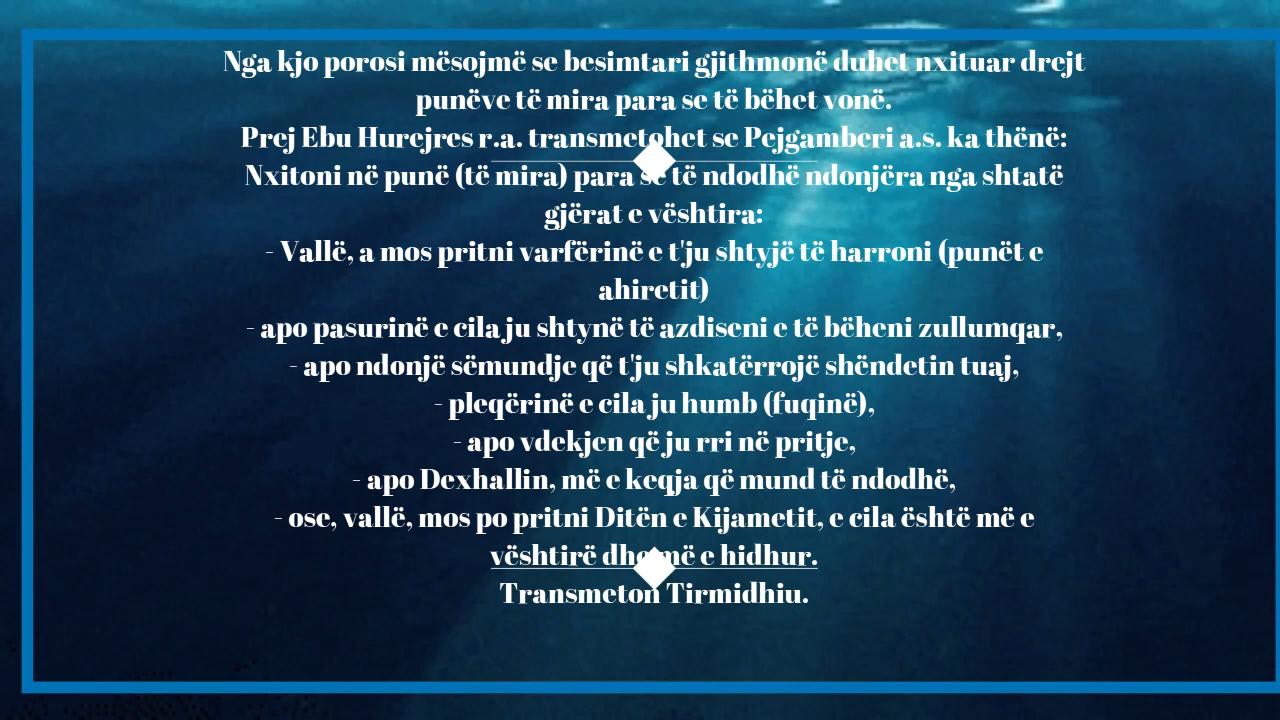 Nga kjo porosi mësojmë se besimtari gjithmonë duhet nxituar drejt
punëve të mira para se të bëhet vonë.
Prej Ebu Hurejres r.a. transmetohet se Pejgamberi a.s. ka thënë:
Nxitoni në punë (të mira) para se të ndodhë ndonjëra nga shtatë
gjërat e vështira:
- Vallë, a mos pritni varfërinë e t'ju shtyjë të harroni (punët e
ahiretit)
- apo pasurinë e cila ju shtynë të azdiseni e të bëheni zullumqar,
- apo ndonjë sëmundje që t'ju shkatërrojë shëndetin tuaj,
- pleqërinë e cila ju humb (fuqinë),
- apo vdekjen që ju rri në pritje,
- apo Dexhallin, më e keqja që mund të ndodhë,
- ose, vallë, mos po pritni Ditën e Kijametit, e cila është më e
vështirë dhe më e hidhur.
Transmeton Tirmidhiu.